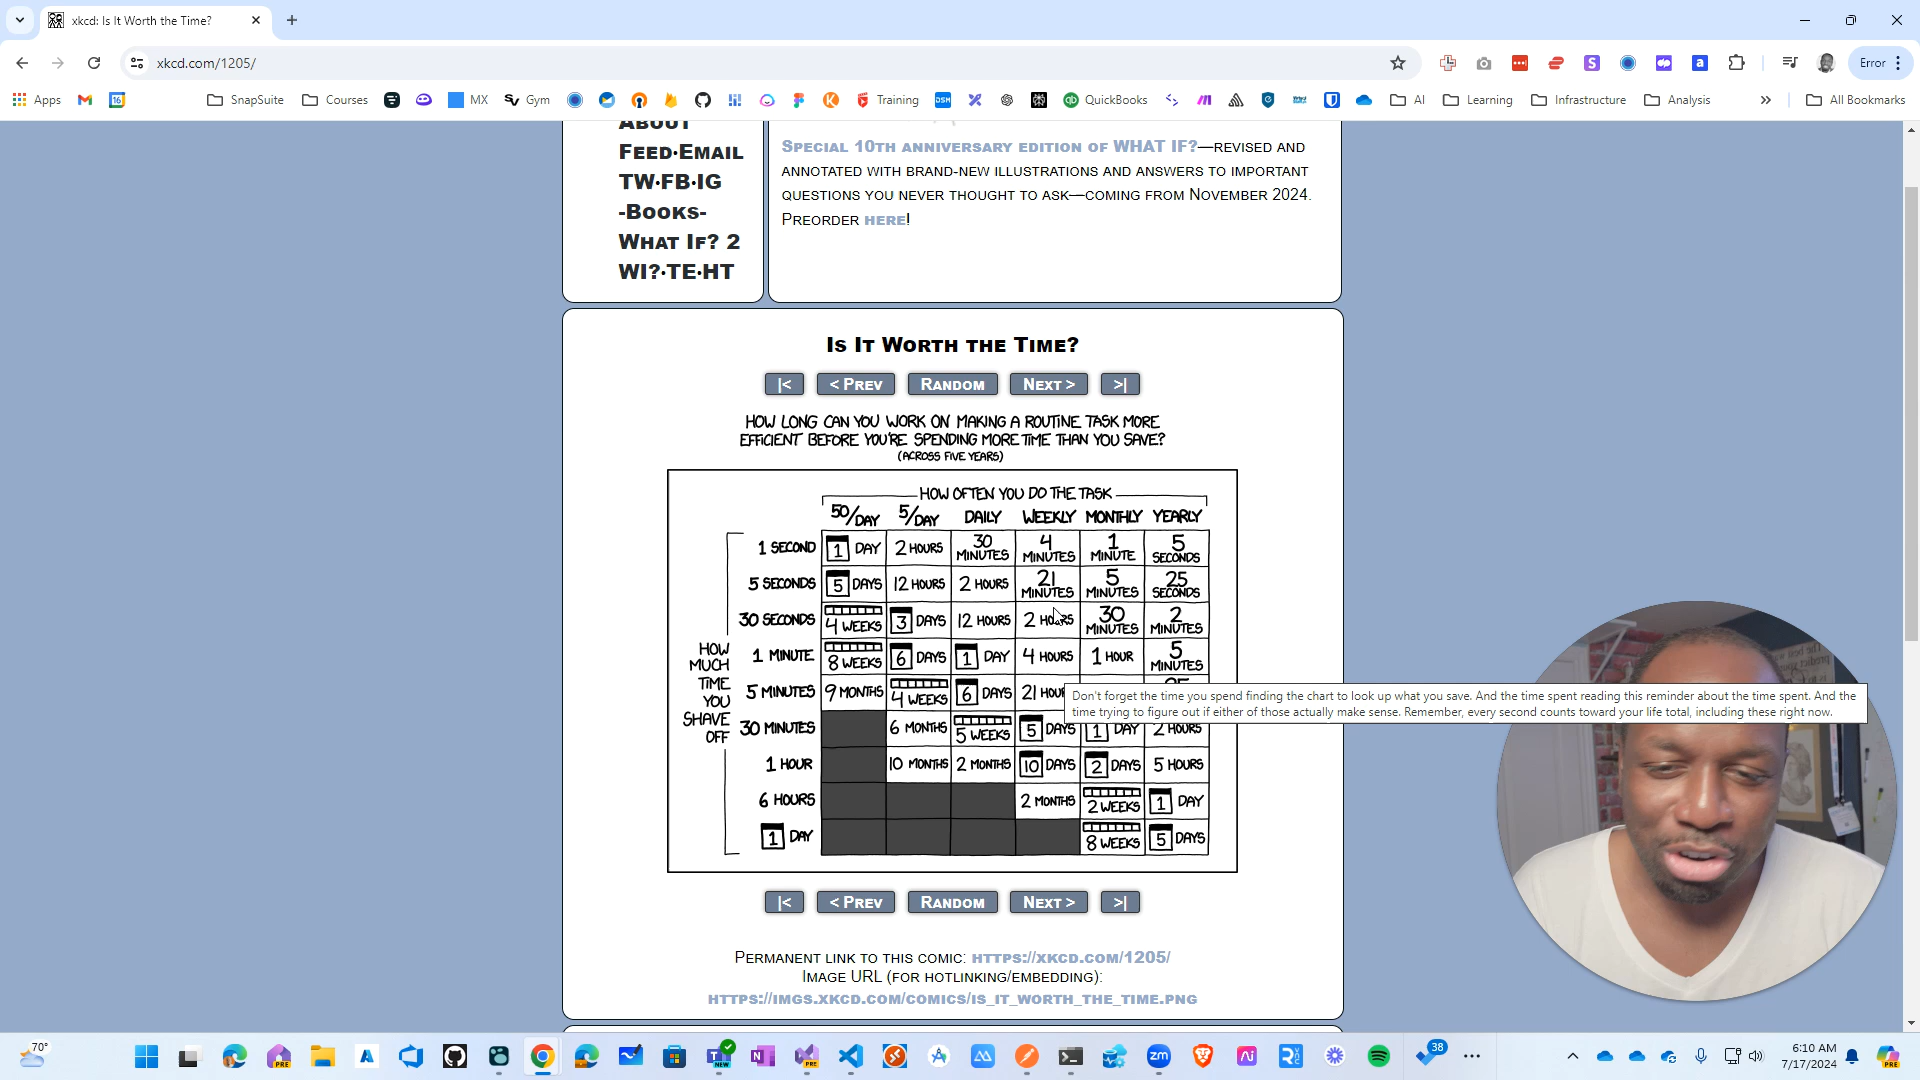 xkcd: Is It Worth the Time?
xkcd.com/1205/
Error
Apps
16
SnapSuite
Courses
MX
Gym
Training
DSM
QuickBooks
AI
Learning
Infrastructure
Analysis
»
All Bookmarks
ABOUT
FEED·EMAIL
TW·FB·IG
-BOOKS-
WHAT IF? 2
WI?·TE·HT
SPECIAL 10TH ANNIVERSARY EDITION OF WHAT IF?—REVISED AND
ANNOTATED WITH BRAND-NEW ILLUSTRATIONS AND ANSWERS TO IMPORTANT
QUESTIONS YOU NEVER THOUGHT TO ASK—COMING FROM NOVEMBER 2024.
PREORDER HERE!
IS IT WORTH THE TIME?
|< < PREV RANDOM NEXT > >|
HOW LONG CAN YOU WORK ON MAKING A ROUTINE TASK MORE
EFFICIENT BEFORE YOU'RE SPENDING MORE TIME THAN YOU SAVE?
(ACROSS FIVE YEARS)
HOW OFTEN YOU DO THE TASK
50/DAY 5/DAY DAILY WEEKLY MONTHLY YEARLY
HOW MUCH TIME YOU SHAVE OFF
1 SECOND 1 DAY 2 HOURS 30 MINUTES 4 MINUTES 1 MINUTE 5 SECONDS
5 SECONDS 5 DAYS 12 HOURS 2 HOURS 21 MINUTES 5 MINUTES 25 SECONDS
30 SECONDS 4 WEEKS 3 DAYS 12 HOURS 2 HOURS 30 MINUTES 2 MINUTES
1 MINUTE 8 WEEKS 6 DAYS 1 DAY 4 HOURS 1 HOUR 5 MINUTES
5 MINUTES 9 MONTHS 4 WEEKS 6 DAYS 21
Don't forget the time you spend finding the chart to look up what you save. And the time spent reading this reminder about the time spent. And the
time trying to figure out if either of those actually make sense. Remember, every second counts toward your life total, including these right now.
30 MINUTES 6 MONTHS 5 WEEKS 5 DAYS 1 DAY 2 HOURS
1 HOUR 10 MONTHS 2 MONTHS 10 DAYS 2 DAYS 5 HOURS
6 HOURS 2 MONTHS 2 WEEKS 1 DAY
1 DAY 8 WEEKS 5 DAYS
|< < PREV RANDOM NEXT > >|
PERMANENT LINK TO THIS COMIC: HTTPS://XKCD.COM/1205/
IMAGE URL (FOR HOTLINKING/EMBEDDING):
HTTPS://IMGS.XKCD.COM/COMICS/IS_IT_WORTH_THE_TIME.PNG
70°
PRE
NEW
PRE
zm
38
6:10 AM
7/17/2024
PRE